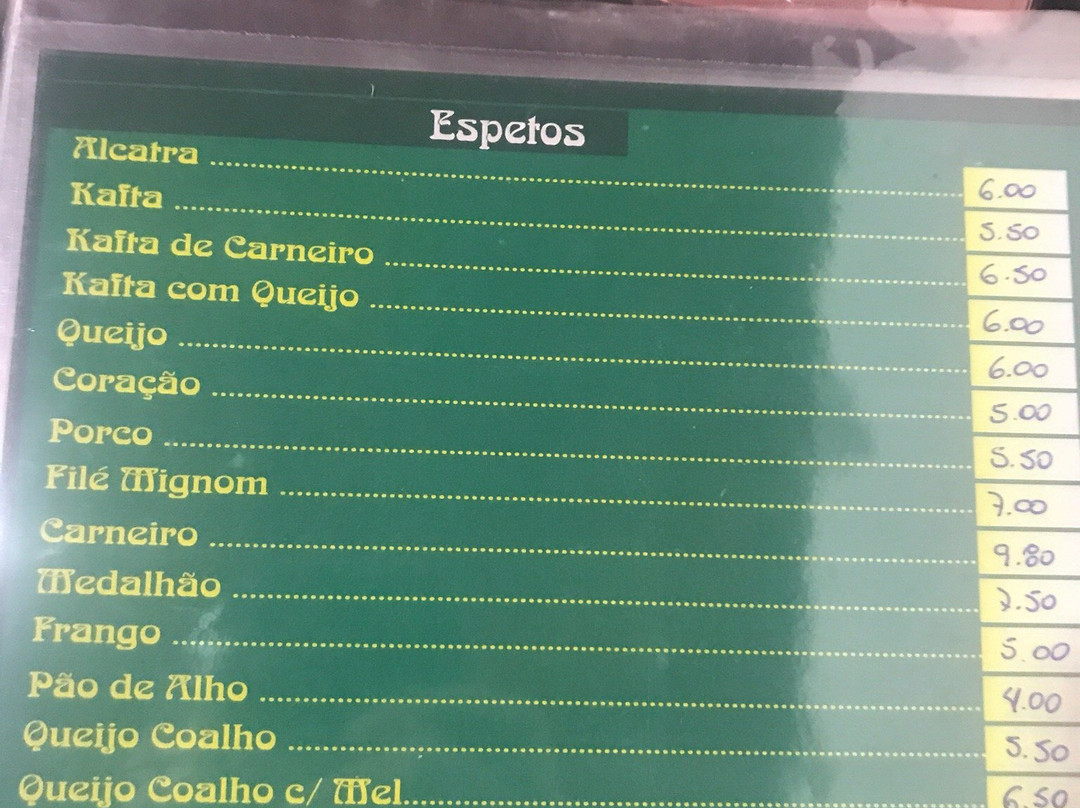 Espetos
Alcatra ........ 6.00
Kafta ........ 5.50
Kafta de Carneiro ........ 6.50
Kafta com Queijo ........ 6.00
Queijo ........ 6.00
Coração ........ 5.00
Porco ........ 5.50
Filé Mignom ........ 7.00
Carneiro ........ 9.80
Medalhão ........ 7.50
Frango ........ 5.00
Pão de Alho ........ 4.00
Queijo Coalho ........ 5.50
Queijo Coalho c/ Mel........ 6.50